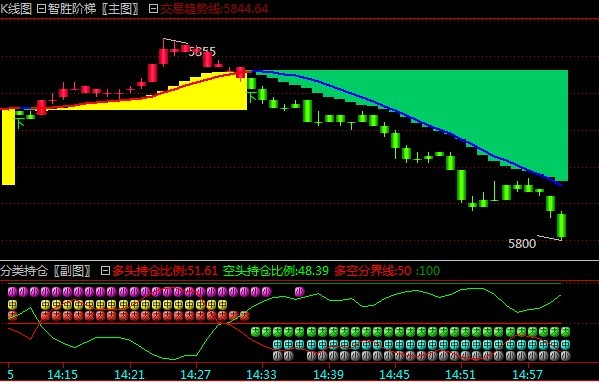 K线图 智胜阶梯〖主图〗 交易趋势线:5844.64
5855
5800
分类持仓〖副图〗 多头持仓比例:51.61 空头持仓比例:48.39 多空分界线:50 :100
5 14:15 14:21 14:27 14:33 14:39 14:45 14:51 14:57